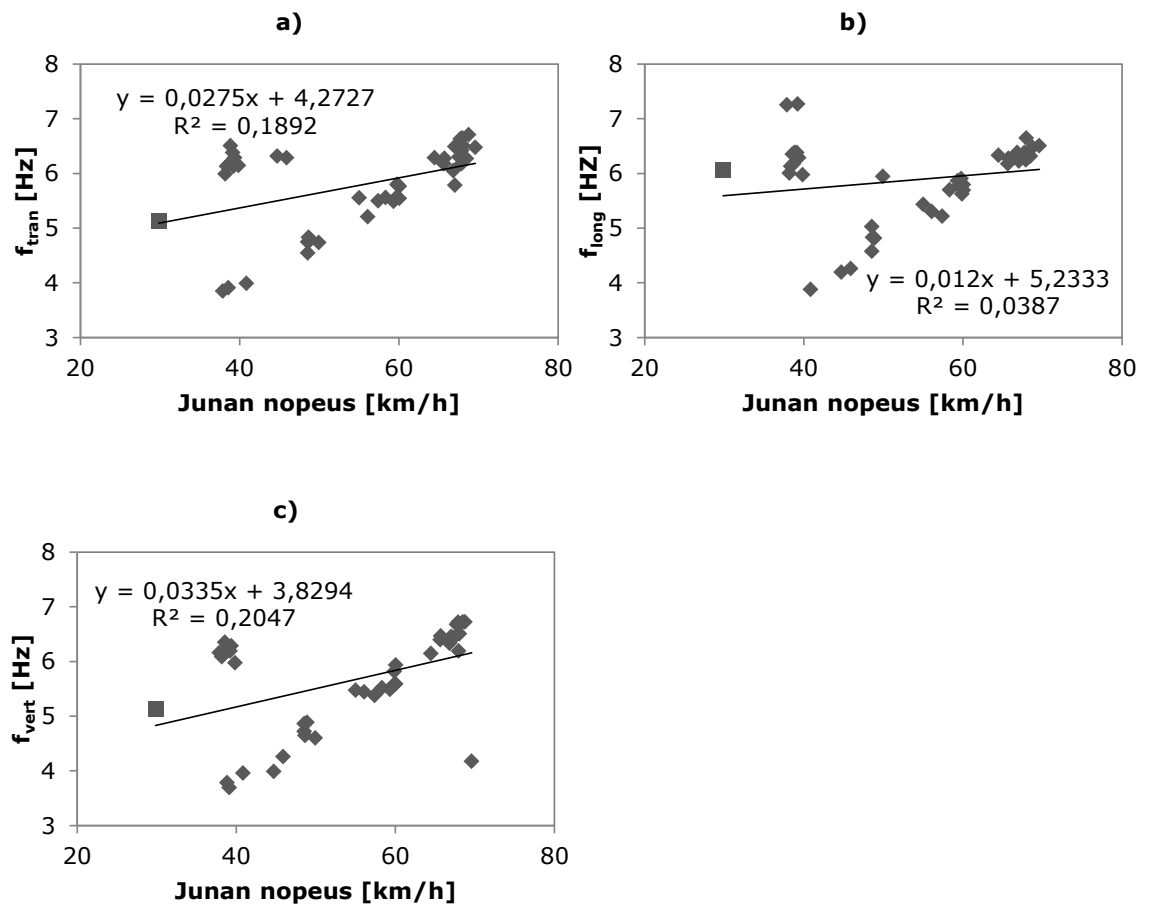 a)
8
7
6
5
4
3
y = 0,0275x + 4,2727
R² = 0,1892
f_tran [Hz]
20 40 60 80
Junan nopeus [km/h]
b)
8
7
6
5
4
3
y = 0,012x + 5,2333
R² = 0,0387
f_long [HZ]
20 40 60 80
Junan nopeus [km/h]
c)
8
7
6
5
4
3
y = 0,0335x + 3,8294
R² = 0,2047
f_vert [Hz]
20 40 60 80
Junan nopeus [km/h]